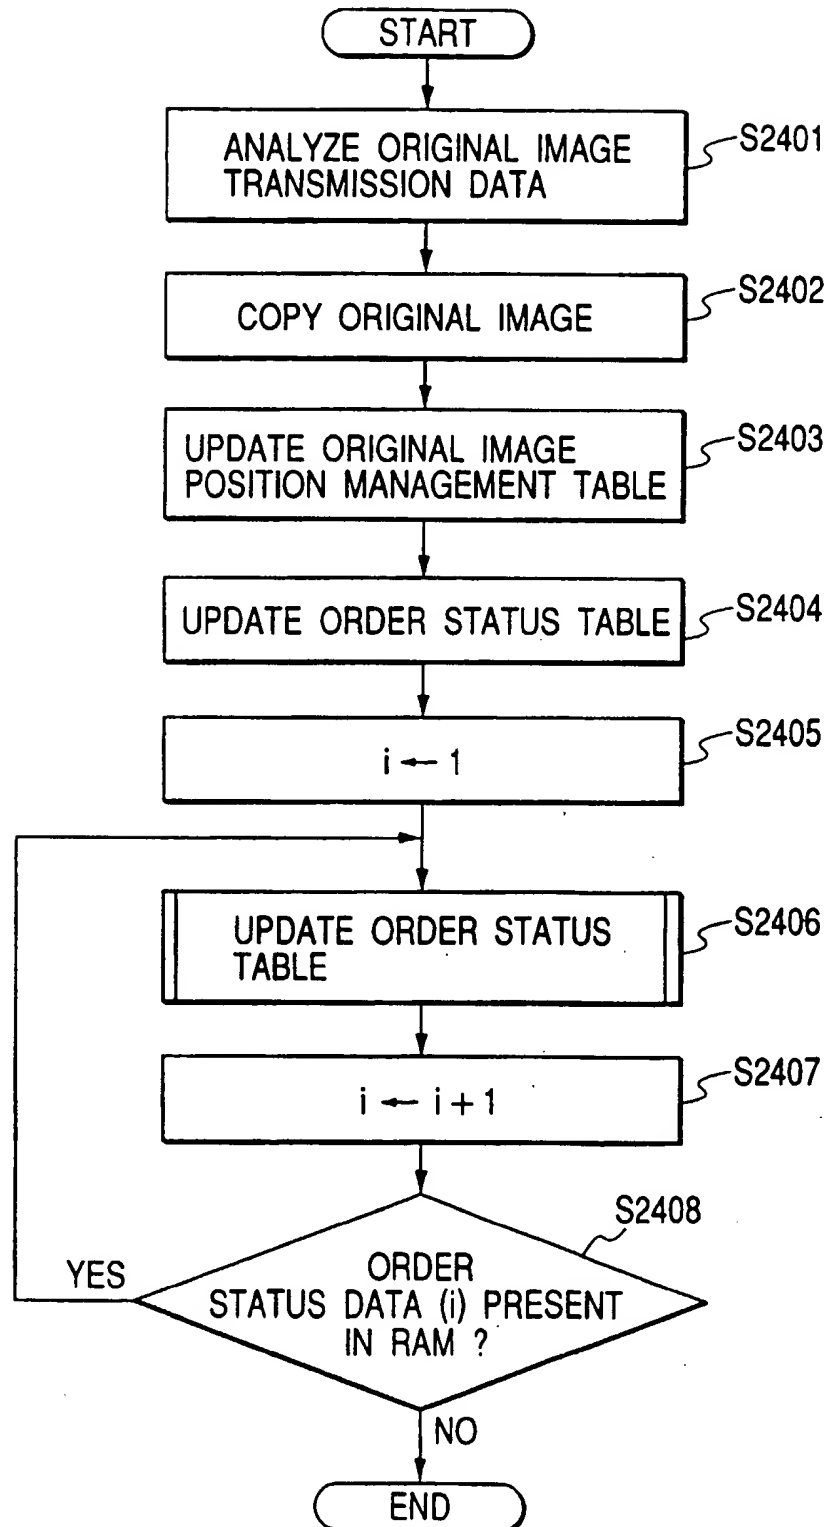 START
ANALYZE ORIGINAL IMAGE
TRANSMISSION DATA
S2401
COPY ORIGINAL IMAGE
S2402
UPDATE ORIGINAL IMAGE
POSITION MANAGEMENT TABLE
S2403
UPDATE ORDER STATUS TABLE
S2404
i ← 1
S2405
UPDATE ORDER STATUS
TABLE
S2406
i ← i + 1
S2407
S2408
ORDER
STATUS DATA (i) PRESENT
IN RAM ?
YES
NO
END